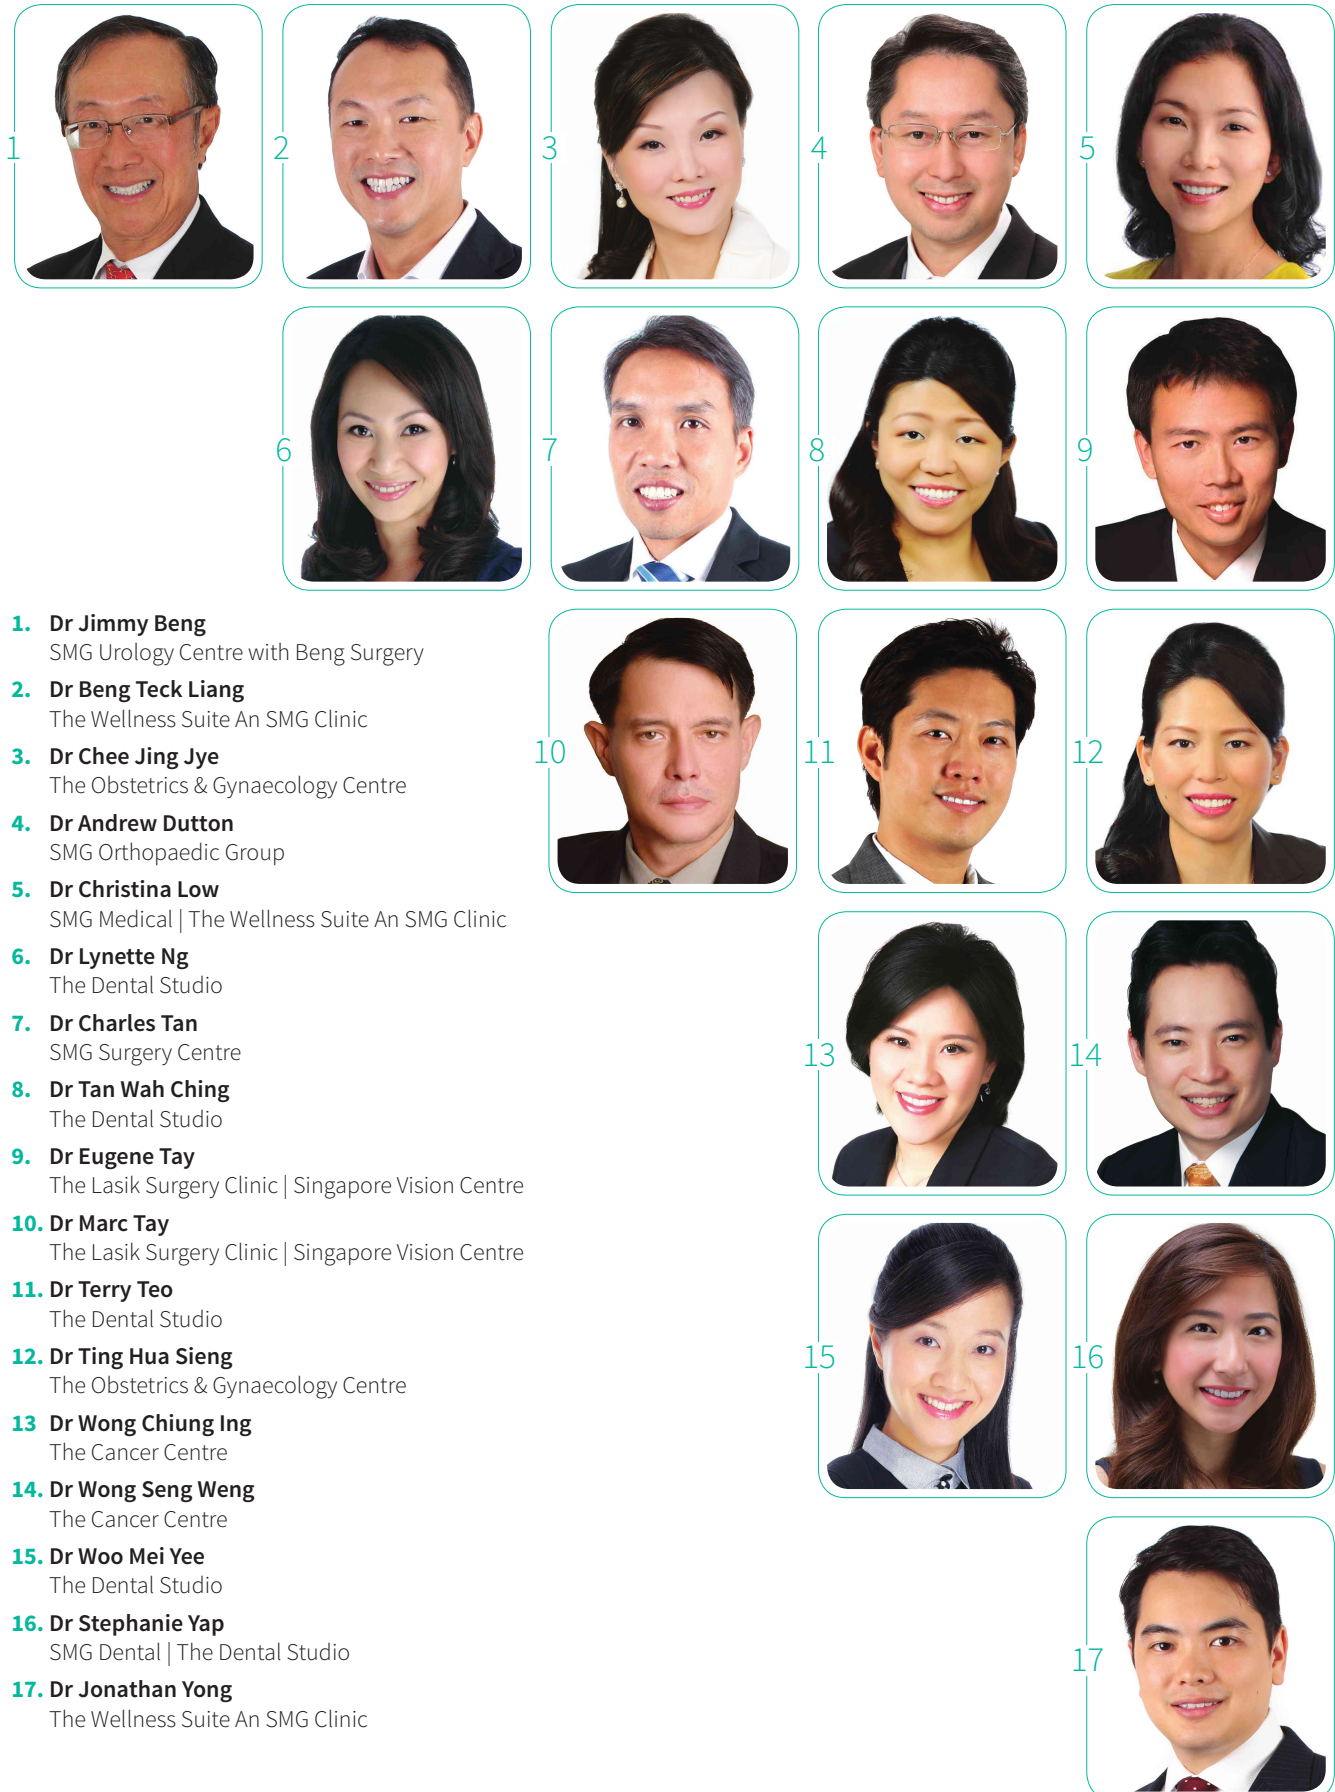 1
2
3
4
5
6
7
8
9
1. Dr Jimmy Beng
SMG Urology Centre with Beng Surgery
2. Dr Beng Teck Liang
The Wellness Suite An SMG Clinic
3. Dr Chee Jing Jye
The Obstetrics & Gynaecology Centre
4. Dr Andrew Dutton
SMG Orthopaedic Group
5. Dr Christina Low
SMG Medical | The Wellness Suite An SMG Clinic
6. Dr Lynette Ng
The Dental Studio
7. Dr Charles Tan
SMG Surgery Centre
8. Dr Tan Wah Ching
The Dental Studio
9. Dr Eugene Tay
The Lasik Surgery Clinic | Singapore Vision Centre
10. Dr Marc Tay
The Lasik Surgery Clinic | Singapore Vision Centre
11. Dr Terry Teo
The Dental Studio
12. Dr Ting Hua Sieng
The Obstetrics & Gynaecology Centre
13 Dr Wong Chiung Ing
The Cancer Centre
14. Dr Wong Seng Weng
The Cancer Centre
15. Dr Woo Mei Yee
The Dental Studio
16. Dr Stephanie Yap
SMG Dental | The Dental Studio
17. Dr Jonathan Yong
The Wellness Suite An SMG Clinic
10
11
12
13
14
15
16
17